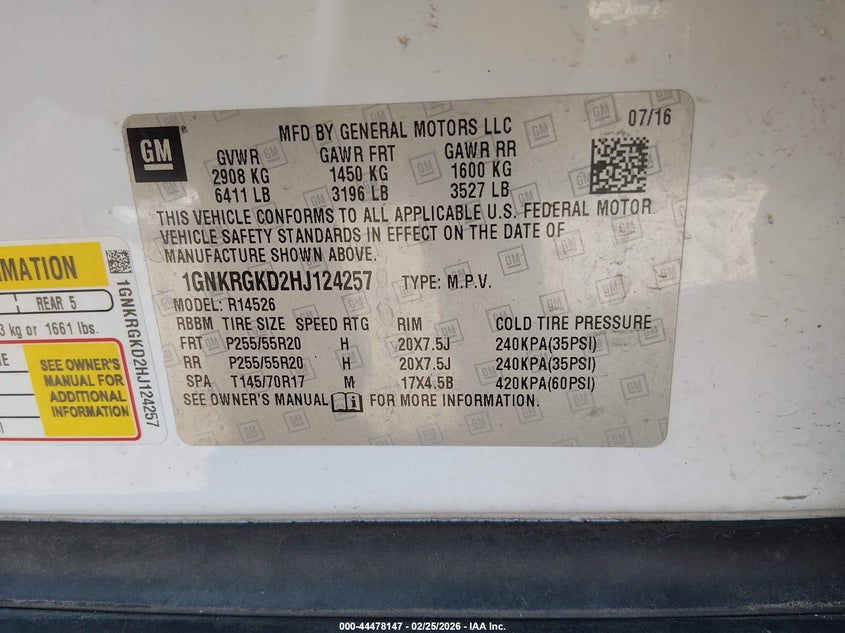 GM
MFD BY GENERAL MOTORS LLC
07/16
GVWR GAWR FRT GAWR RR
2908 KG 1450 KG 1600 KG
6411 LB 3196 LB 3527 LB
THIS VEHICLE CONFORMS TO ALL APPLICABLE U.S. FEDERAL MOTOR
VEHICLE SAFETY STANDARDS IN EFFECT ON THE DATE OF
MANUFACTURE SHOWN ABOVE.
1GNKRGKD2HJ124257 TYPE: M.P.V.
MODEL: R14526
RBBM TIRE SIZE SPEED RTG RIM COLD TIRE PRESSURE
FRT P255/55R20 H 20X7.5J 240KPA(35PSI)
RR P255/55R20 H 20X7.5J 240KPA(35PSI)
SPA T145/70R17 M 17X4.5B 420KPA(60PSI)
SEE OWNER'S MANUAL FOR MORE INFORMATION.
REAR 5
kg or 1661 lbs.
SEE OWNER'S
MANUAL FOR
ADDITIONAL
INFORMATION
1GNKRGKD2HJ124257
000-44478147 - 02/25/2026 - IAA Inc.